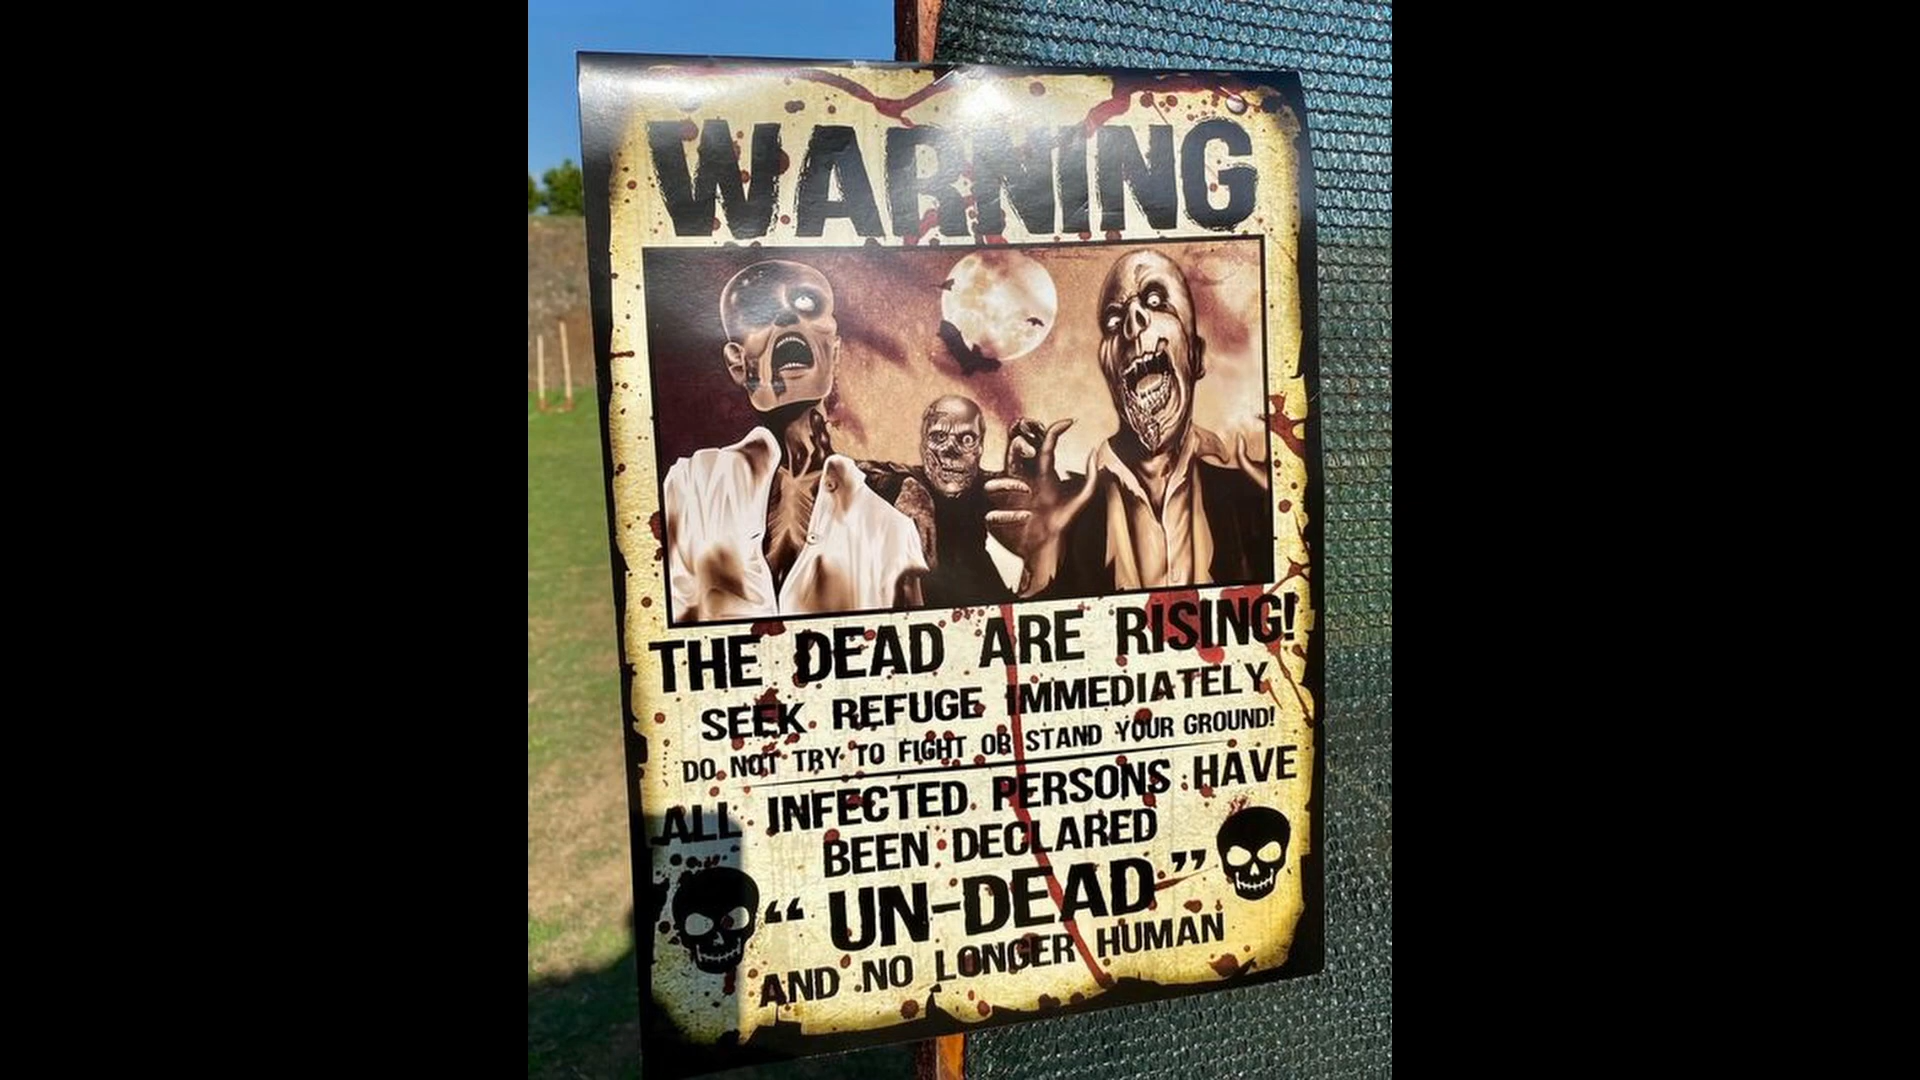 WARNING
THE DEAD ARE RISING!
SEEK REFUGE IMMEDIATELY
DO NOT TRY TO FIGHT OR STAND YOUR GROUND!
ALL INFECTED PERSONS HAVE
BEEN DECLARED
“ UN-DEAD ”
AND NO LONGER HUMAN